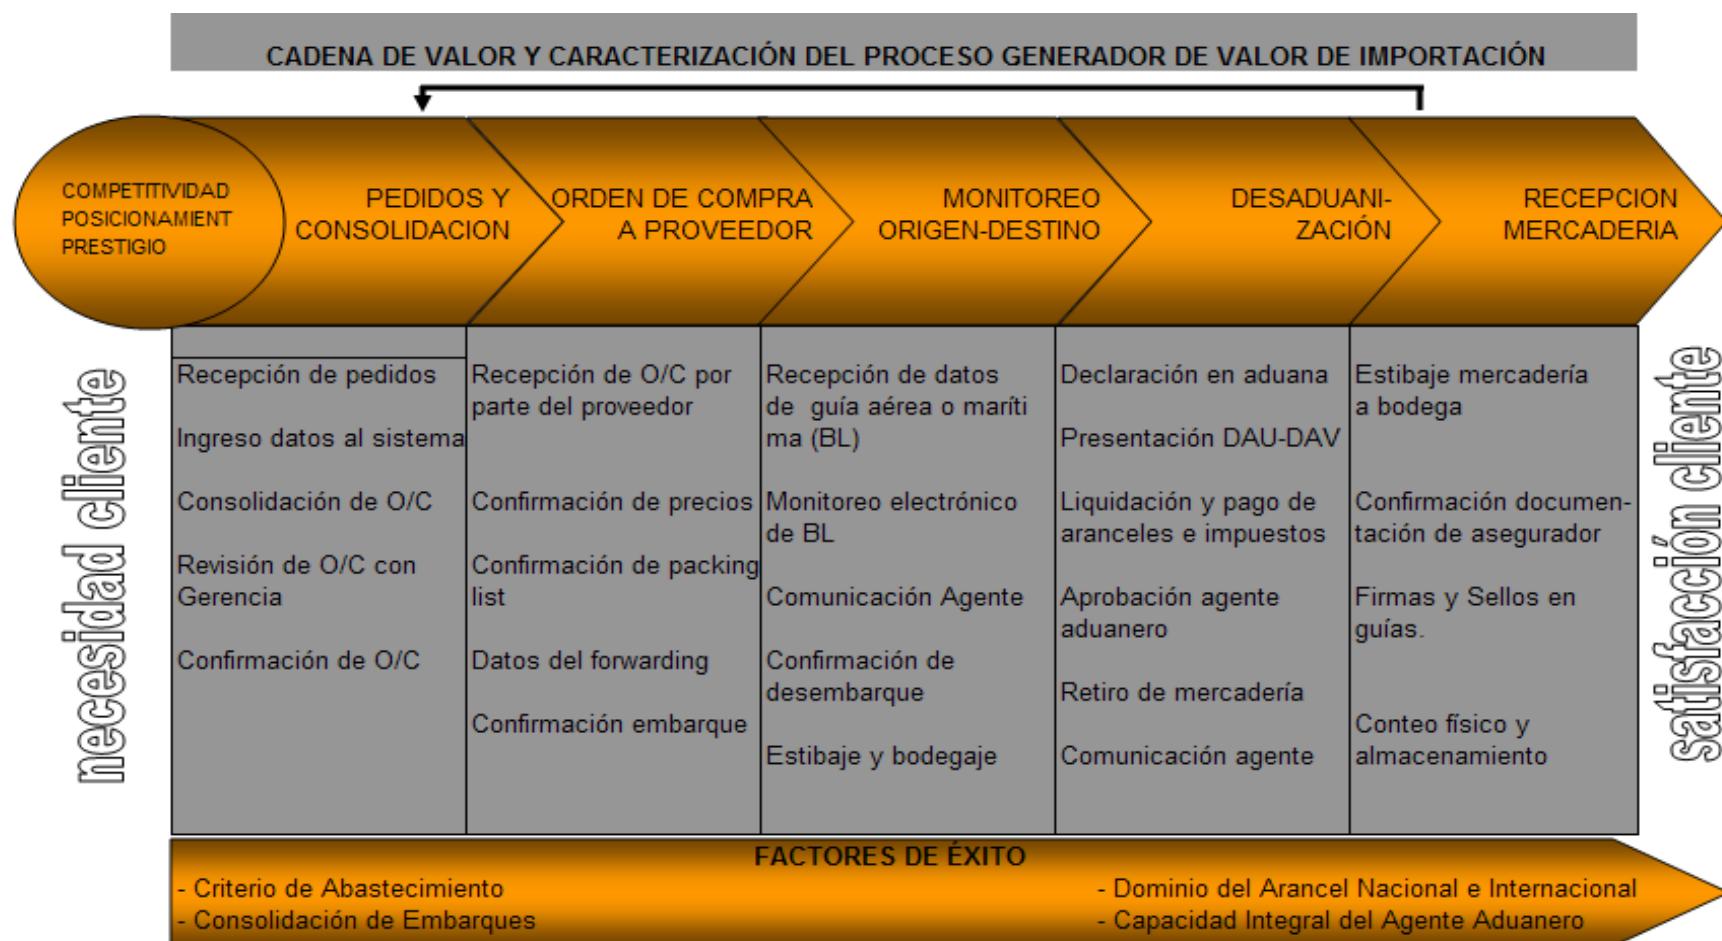 CADENA DE VALOR Y CARACTERIZACIÓN DEL PROCESO GENERADOR DE VALOR DE IMPORTACIÓN
COMPETITIVIDAD
POSICIONAMIENT
PRESTIGIO
PEDIDOS Y
CONSOLIDACION
ORDEN DE COMPRA
A PROVEEDOR
MONITOREO
ORIGEN-DESTINO
DESADUANI-
ZACIÓN
RECEPCION
MERCADERIA
necesidad cliente
Recepción de pedidos
Ingreso datos al sistema
Consolidación de O/C
Revisión de O/C con
Gerencia
Confirmación de O/C
Recepción de O/C por
parte del proveedor
Confirmación de precios
Confirmación de packing
list
Datos del forwarding
Confirmación embarque
Recepción de datos
de guía aérea o maríti
ma (BL)
Monitoreo electrónico
de BL
Comunicación Agente
Confirmación de
desembarque
Estibaje y bodegaje
Declaración en aduana
Presentación DAU-DAV
Liquidación y pago de
aranceles e impuestos
Aprobación agente
aduanero
Retiro de mercadería
Comunicación agente
Estibaje mercadería
a bodega
Confirmación documen-
tación de asegurador
Firmas y Sellos en
guías.
Conteo físico y
almacenamiento
satisfacción cliente
FACTORES DE ÉXITO
- Criterio de Abastecimiento
- Consolidación de Embarques
- Dominio del Arancel Nacional e Internacional
- Capacidad Integral del Agente Aduanero